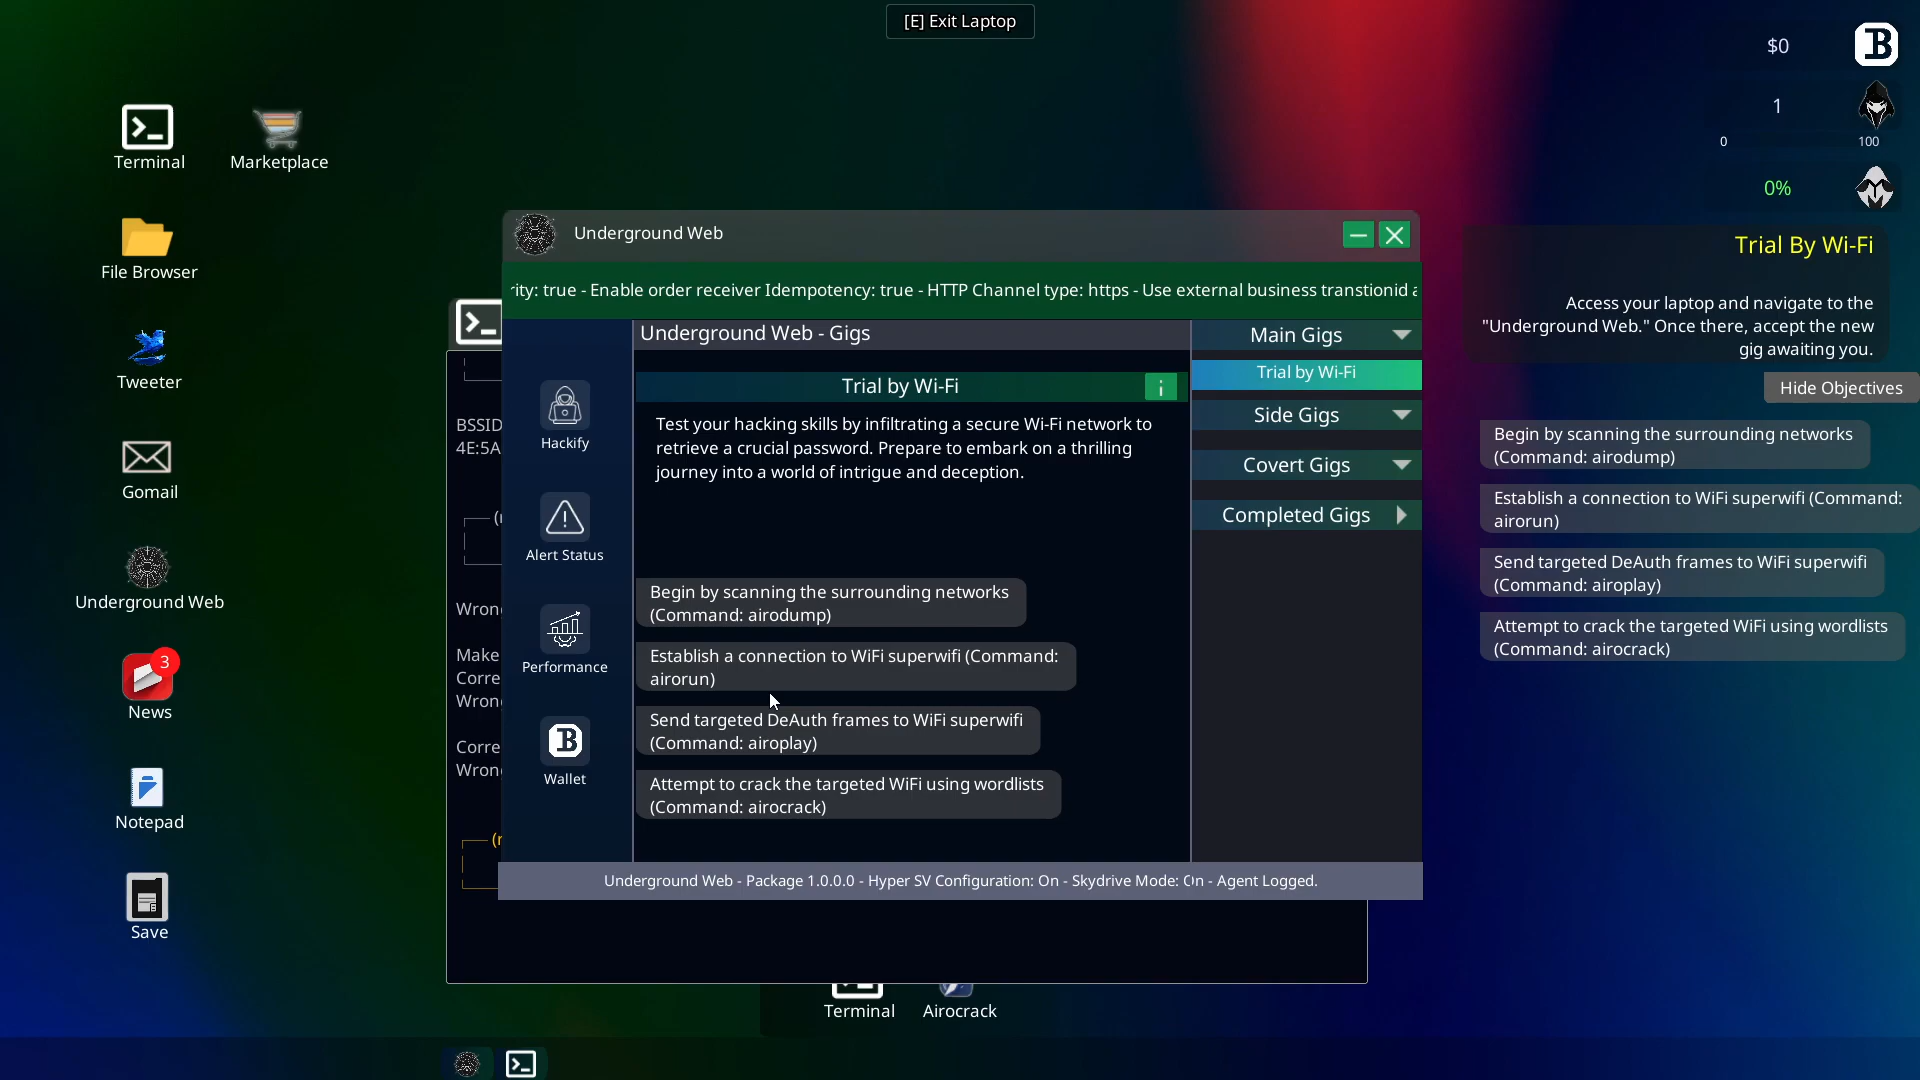 [E] Exit Laptop
$0
1
0 100
0%
Terminal
Marketplace
File Browser
Tweeter
Gomail
Underground Web
3
News
Notepad
Save
Underground Web
rity: true - Enable order receiver Idempotency: true - HTTP Channel type: https - Use external business transtionid
Hackify
Alert Status
Performance
Wallet
Underground Web - Gigs
Trial by Wi-Fi
i
Test your hacking skills by infiltrating a secure Wi-Fi network to
retrieve a crucial password. Prepare to embark on a thrilling
journey into a world of intrigue and deception.
Begin by scanning the surrounding networks
(Command: airodump)
Establish a connection to WiFi superwifi (Command:
airorun)
Send targeted DeAuth frames to WiFi superwifi
(Command: airoplay)
Attempt to crack the targeted WiFi using wordlists
(Command: airocrack)
Main Gigs
Trial by Wi-Fi
Side Gigs
Covert Gigs
Completed Gigs
Underground Web - Package 1.0.0.0 - Hyper SV Configuration: On - Skydrive Mode: On - Agent Logged.
BSSID
4E:5A
Wrong
Make
Corre
Wrong
Corre
Wrong
Terminal
Airocrack
Trial By Wi-Fi
Access your laptop and navigate to the
"Underground Web." Once there, accept the new
gig awaiting you.
Hide Objectives
Begin by scanning the surrounding networks
(Command: airodump)
Establish a connection to WiFi superwifi (Command:
airorun)
Send targeted DeAuth frames to WiFi superwifi
(Command: airoplay)
Attempt to crack the targeted WiFi using wordlists
(Command: airocrack)